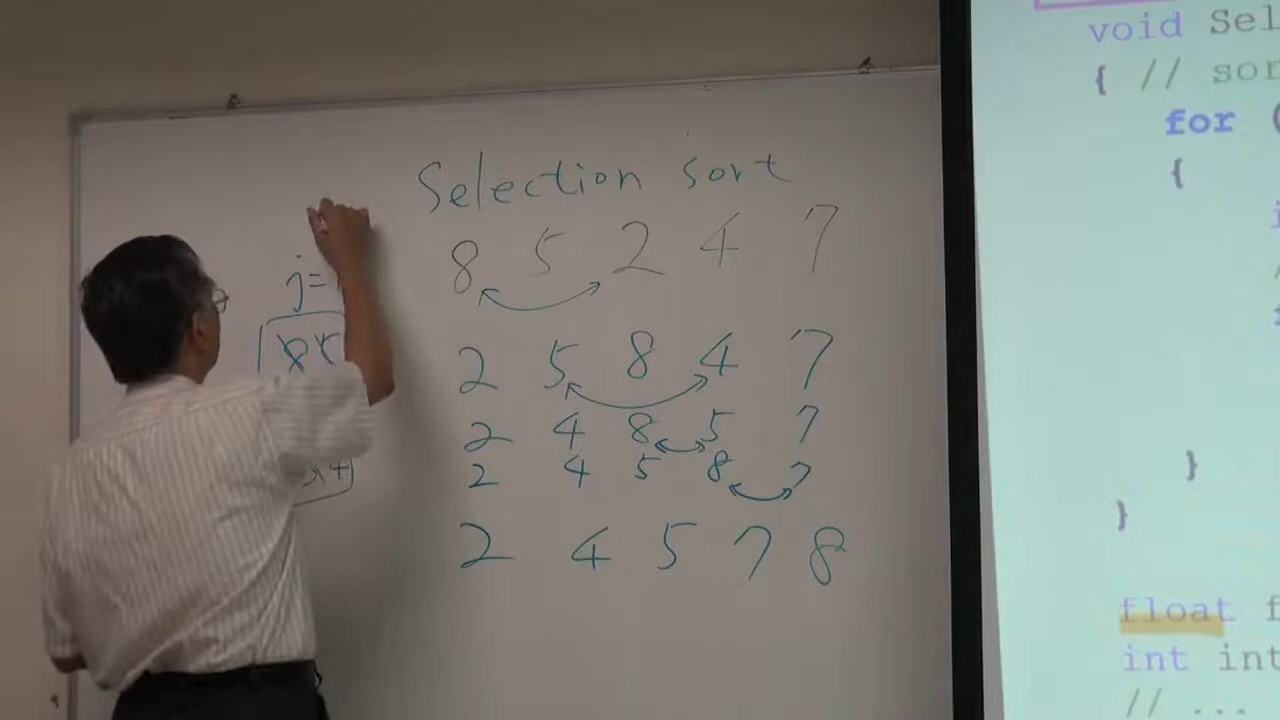 Selection sort
8 5 2 4 7
2 5 8 4 7
2 4 8 5 7
2 4 5 8 7
2 4 5 7 8
j=
void Sel
{ // sor
for (
{
}
}
float f
int int
// ...